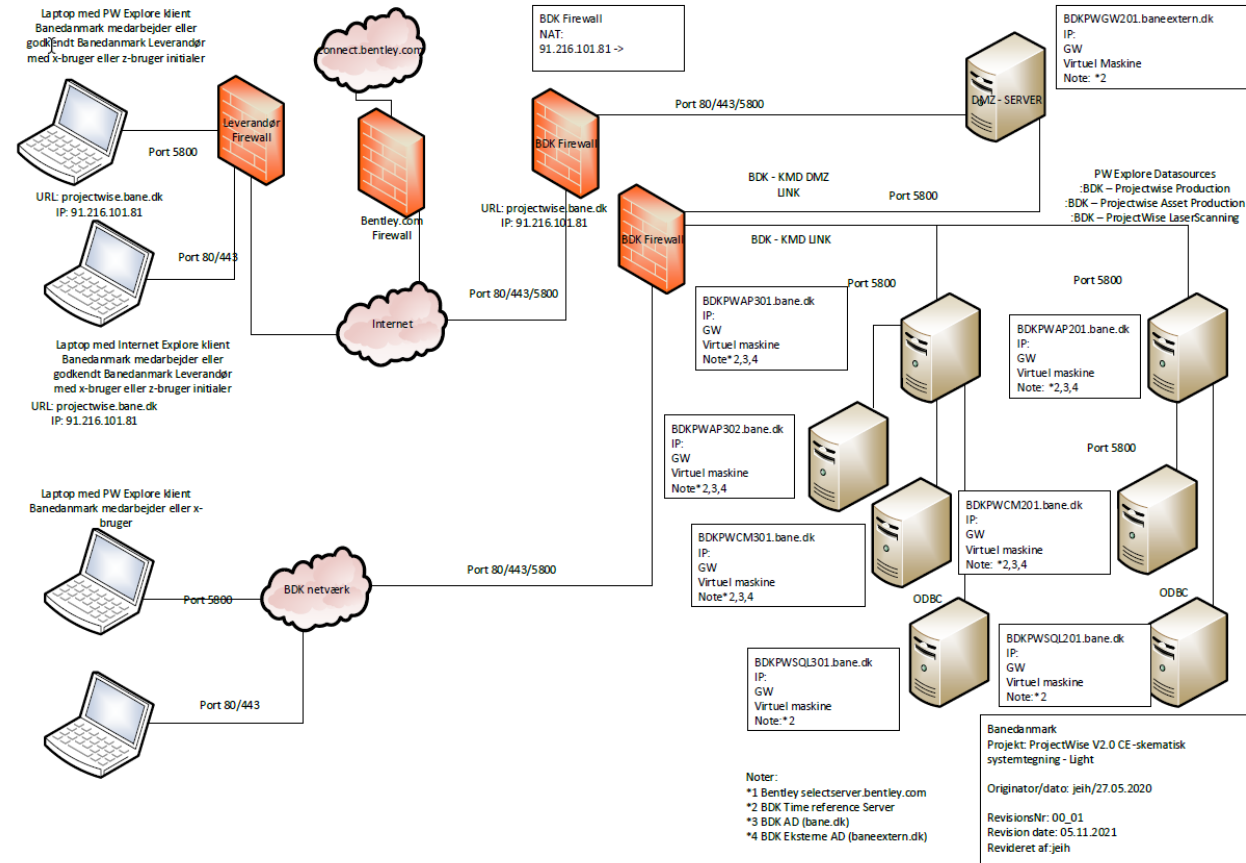 Laptop med PW Explore klient
Banedanmark medarbejder eller
godkendt Banedanmark Leverandør
med x-bruger eller z-bruger initialer
Leverandør
Firewall
Port 5800
URL: projectwise.bane.dk
IP: 91.216.101.81
Port 80/443
Laptop med Internet Explore klient
Banedanmark medarbejder eller
godkendt Banedanmark Leverandør
med x-bruger eller z-bruger initialer
URL: projectwise.bane.dk
IP: 91.216.101.81
connect.bentley.com
Bentley.com
Firewall
Internet
Port 80/443/5800
BDK Firewall
NAT:
91.216.101.81 ->
BDK Firewall
URL: projectwise.bane.dk
IP: 91.216.101.81
Port 80/443/5800
DMZ - SERVER
BDKPWGW201.baneextern.dk
IP:
GW
Virtuel Maskine
Note: *2
BDK - KMD DMZ
LINK
Port 5800
BDK Firewall
BDK - KMD LINK
PW Explore Datasources
:BDK – Projectwise Production
:BDK – Projectwise Asset Production
:BDK – ProjectWise LaserScanning
Port 5800
Port 5800
BDKPWAP301.bane.dk
IP:
GW
Virtuel maskine
Note*2,3,4
BDKPWAP201.bane.dk
IP:
GW
Virtuel maskine
Note: *2,3,4
BDKPWAP302.bane.dk
IP:
GW
Virtuel maskine
Note*2,3,4
Port 5800
BDKPWCM301.bane.dk
IP:
GW
Virtuel maskine
Note*2,3,4
BDKPWCM201.bane.dk
IP:
GW
Virtuel maskine
Note: *2,3,4
ODBC
ODBC
BDKPWSQL301.bane.dk
IP:
GW
Virtuel maskine
Note:*2
BDKPWSQL201.bane.dk
IP:
GW
Virtuel maskine
Note:*2
Laptop med PW Explore klient
Banedanmark medarbejder eller x-
bruger
Port 5800
BDK netværk
Port 80/443/5800
Port 80/443
Noter:
*1 Bentley selectserver.bentley.com
*2 BDK Time reference Server
*3 BDK AD (bane.dk)
*4 BDK Eksterne AD (baneextern.dk)
Banedanmark
Projekt: ProjectWise V2.0 CE-skematisk
systemtegning - Light
Originator/dato: jeih/27.05.2020
RevisionsNr: 00_01
Revision date: 05.11.2021
Revideret af:jeih